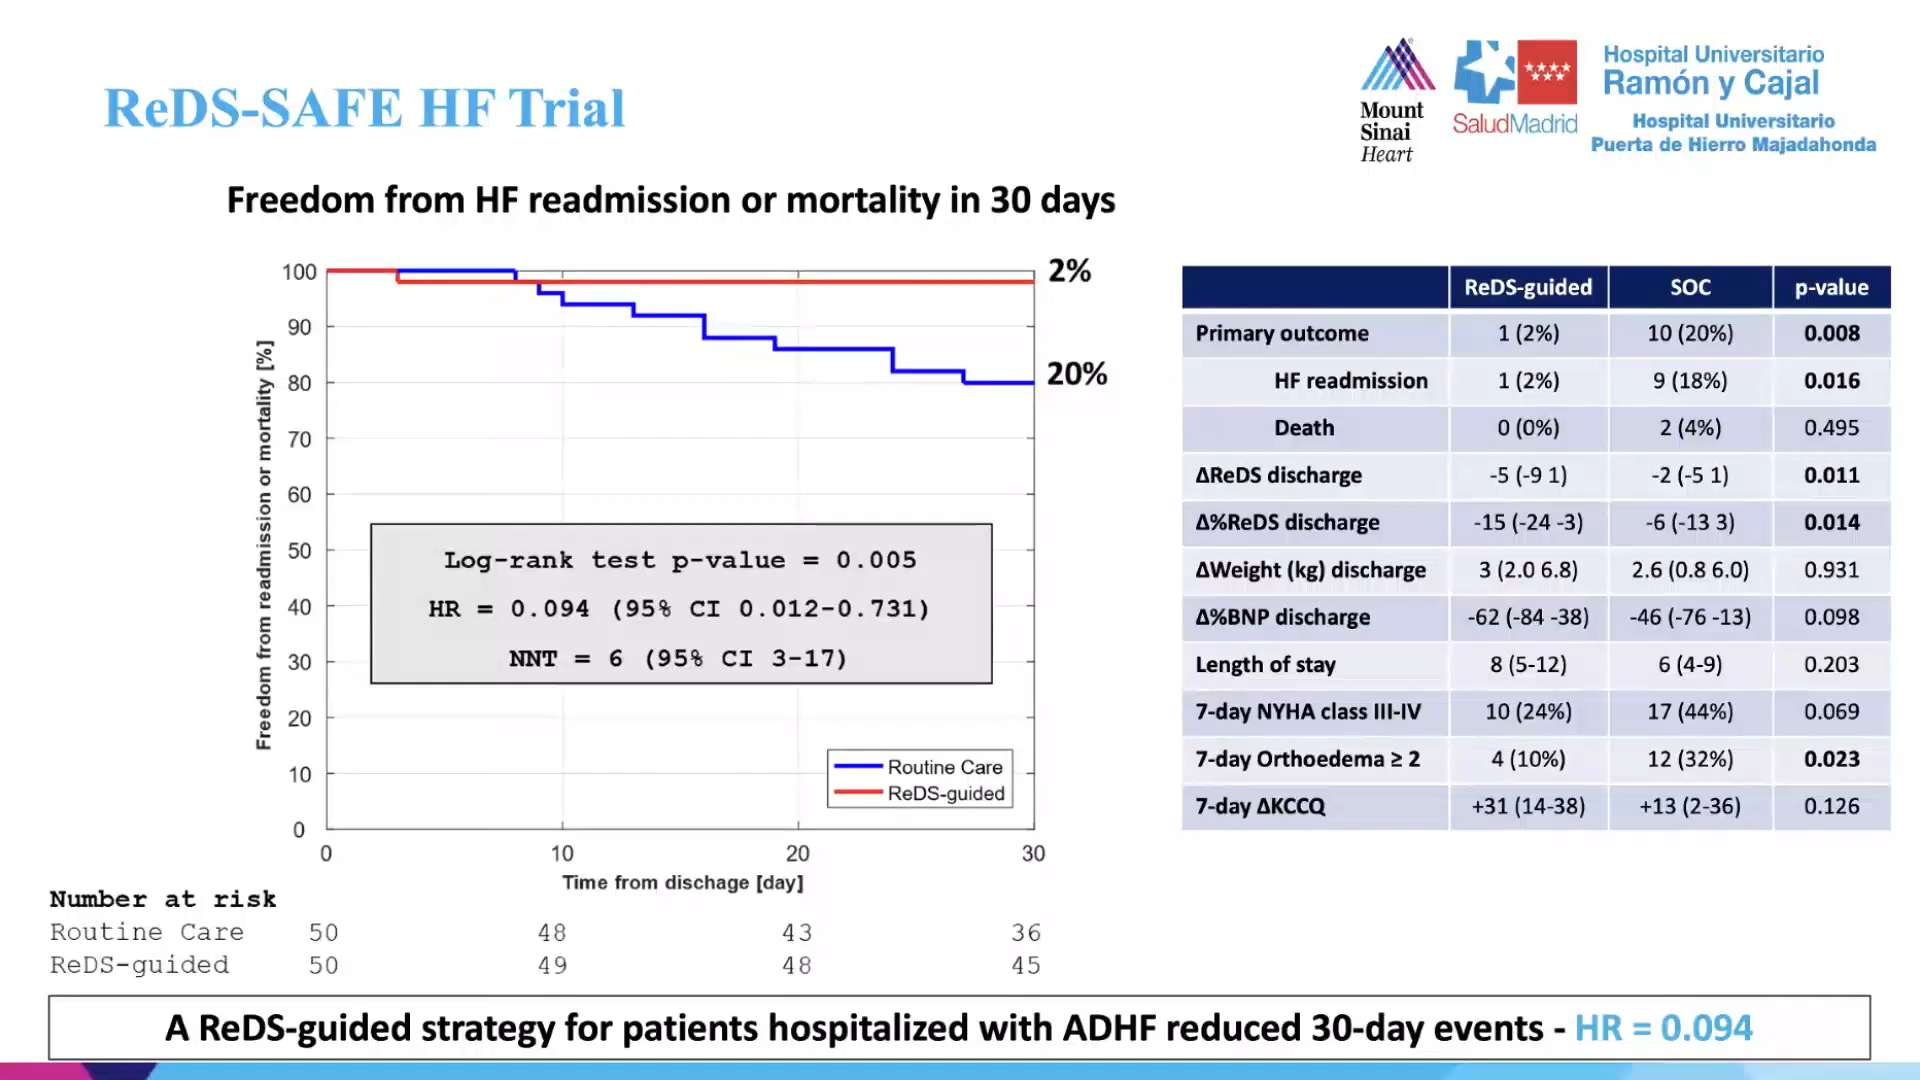 ReDS-SAFE HF Trial
Mount
Sinai
Heart
SaludMadrid
Hospital Universitario
Ramón y Cajal
Hospital Universitario
Puerta de Hierro Majadahonda
Freedom from HF readmission or mortality in 30 days
Freedom from readmission or mortality [%]
100
90
80
70
60
50
40
30
20
10
0
2%
20%
Log-rank test p-value = 0.005
HR = 0.094 (95% CI 0.012-0.731)
NNT = 6 (95% CI 3-17)
Routine Care
ReDS-guided
0 10 20 30
Time from dischage [day]
Number at risk
Routine Care 50 48 43 36
ReDS-guided 50 49 48 45
ReDS-guided SOC p-value
Primary outcome 1 (2%) 10 (20%) 0.008
HF readmission 1 (2%) 9 (18%) 0.016
Death 0 (0%) 2 (4%) 0.495
ΔReDS discharge -5 (-9 1) -2 (-5 1) 0.011
Δ%ReDS discharge -15 (-24 -3) -6 (-13 3) 0.014
ΔWeight (kg) discharge 3 (2.0 6.8) 2.6 (0.8 6.0) 0.931
Δ%BNP discharge -62 (-84 -38) -46 (-76 -13) 0.098
Length of stay 8 (5-12) 6 (4-9) 0.203
7-day NYHA class III-IV 10 (24%) 17 (44%) 0.069
7-day Orthoedema ≥ 2 4 (10%) 12 (32%) 0.023
7-day ΔKCCQ +31 (14-38) +13 (2-36) 0.126
A ReDS-guided strategy for patients hospitalized with ADHF reduced 30-day events - HR = 0.094